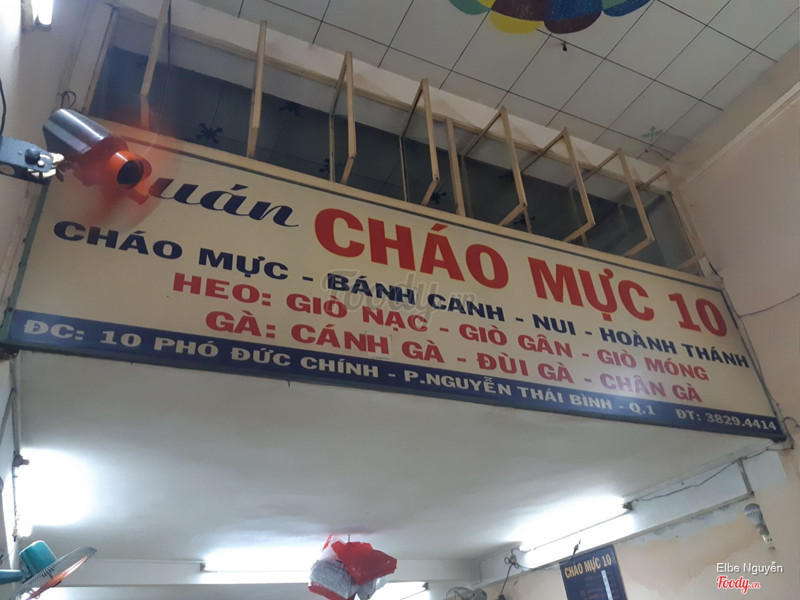 Quán CHÁO MỰC 10
CHÁO MỰC - BÁNH CANH - NUI - HOÀNH THÁNH
HEO: GIÒ NẠC - GIÒ GÂN - GIÒ MÓNG
GÀ: CÁNH GÀ - ĐÙI GÀ - CHÂN GÀ
ĐC: 10 PHÓ ĐỨC CHÍNH - P.NGUYỄN THÁI BÌNH - Q.1 ĐT: 3829.4414
Foody.vn
CHÁO MỰC 10
Elbe Nguyễn
Foody.vn